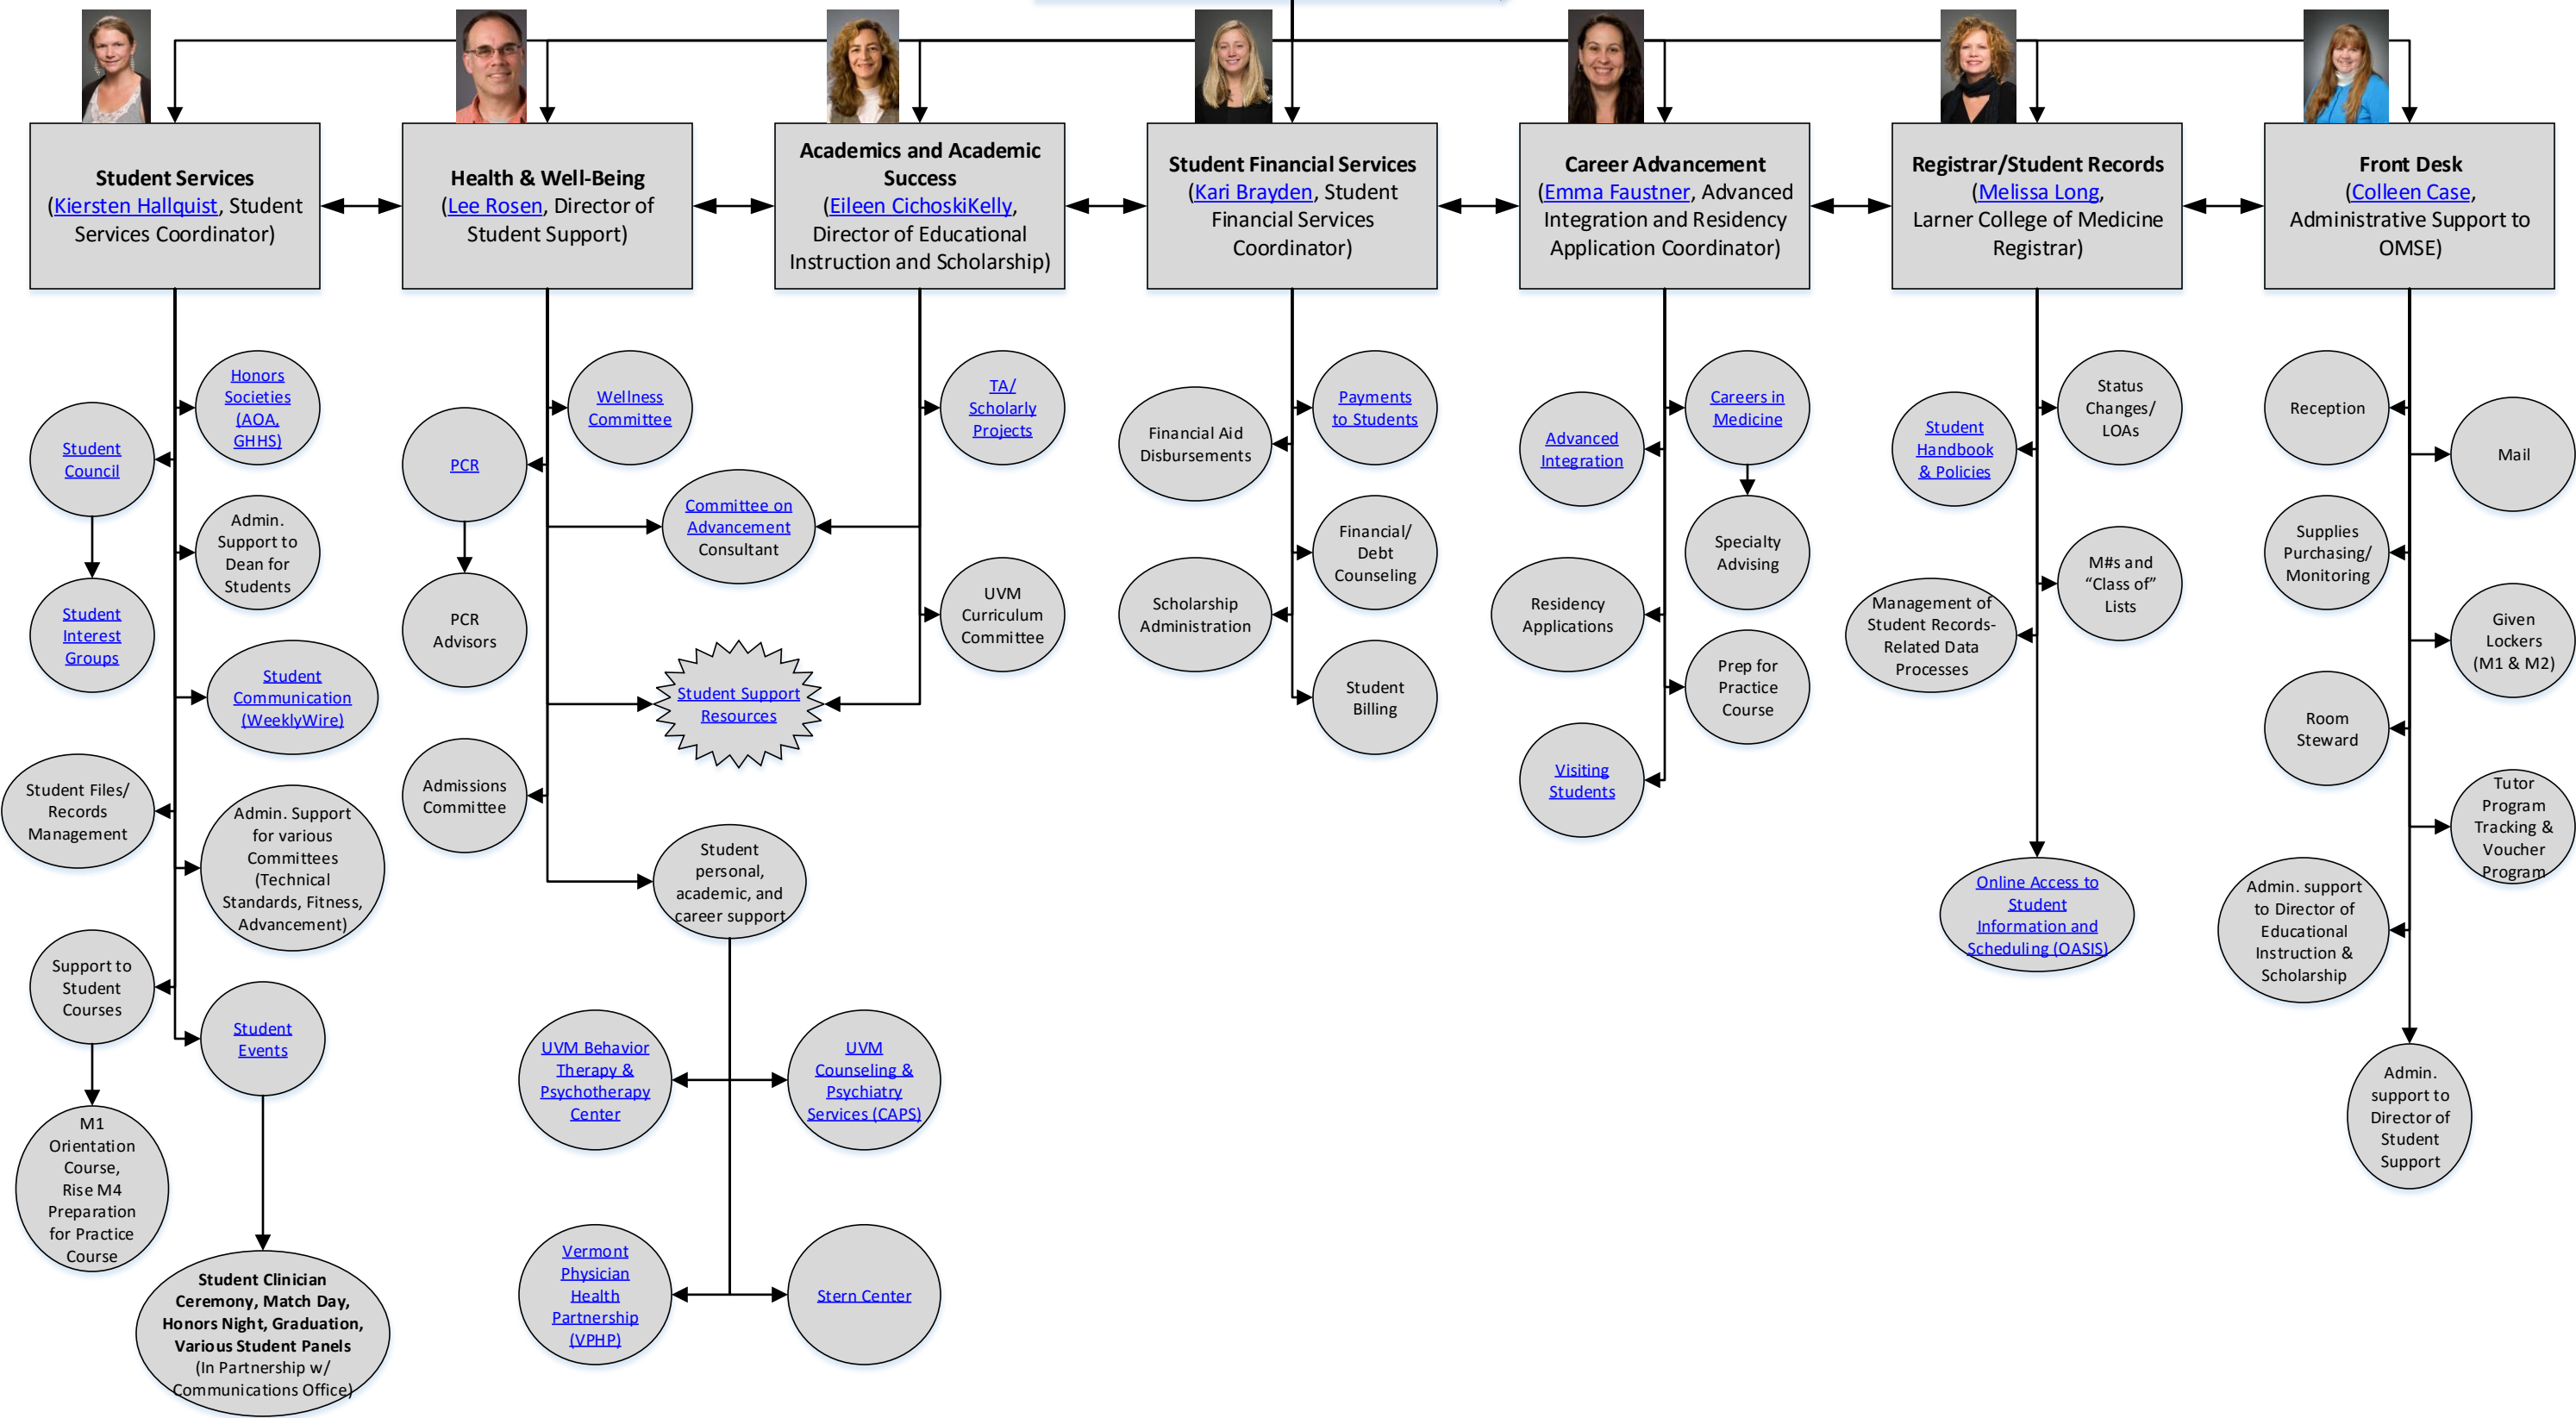 Student Services
(Kiersten Hallquist, Student
Services Coordinator)
Health & Well-Being
(Lee Rosen, Director of
Student Support)
Academics and Academic
Success
(Eileen CichoskiKelly,
Director of Educational
Instruction and Scholarship)
Student Financial Services
(Kari Brayden, Student
Financial Services
Coordinator)
Career Advancement
(Emma Faustner, Advanced
Integration and Residency
Application Coordinator)
Registrar/Student Records
(Melissa Long,
Larner College of Medicine
Registrar)
Front Desk
(Colleen Case,
Administrative Support to
OMSE)
Honors
Societies
(AOA,
GHHS)
Student
Council
Admin.
Support to
Dean for
Students
Student
Interest
Groups
Student
Communication
(WeeklyWire)
Student Files/
Records
Management
Admin. Support
for various
Committees
(Technical
Standards, Fitness,
Advancement)
Support to
Student
Courses
Student
Events
M1
Orientation
Course,
Rise M4
Preparation
for Practice
Course
Student Clinician
Ceremony, Match Day,
Honors Night, Graduation,
Various Student Panels
(In Partnership w/
Communications Office)
Wellness
Committee
PCR
PCR
Advisors
Committee on
Advancement
Consultant
Student Support
Resources
Admissions
Committee
Student
personal,
academic, and
career support
UVM Behavior
Therapy &
Psychotherapy
Center
UVM
Counseling &
Psychiatry
Services (CAPS)
Vermont
Physician
Health
Partnership
(VPHP)
Stern Center
TA/
Scholarly
Projects
UVM
Curriculum
Committee
Payments
to Students
Financial Aid
Disbursements
Financial/
Debt
Counseling
Scholarship
Administration
Student
Billing
Careers in
Medicine
Advanced
Integration
Specialty
Advising
Residency
Applications
Prep for
Practice
Course
Visiting
Students
Status
Changes/
LOAs
Student
Handbook
& Policies
M#s and
“Class of”
Lists
Management of
Student Records-
Related Data
Processes
Online Access to
Student
Information and
Scheduling (OASIS)
Reception
Mail
Supplies
Purchasing/
Monitoring
Given
Lockers
(M1 & M2)
Room
Steward
Tutor
Program
Tracking &
Voucher
Program
Admin. support
to Director of
Educational
Instruction &
Scholarship
Admin.
support to
Director of
Student
Support